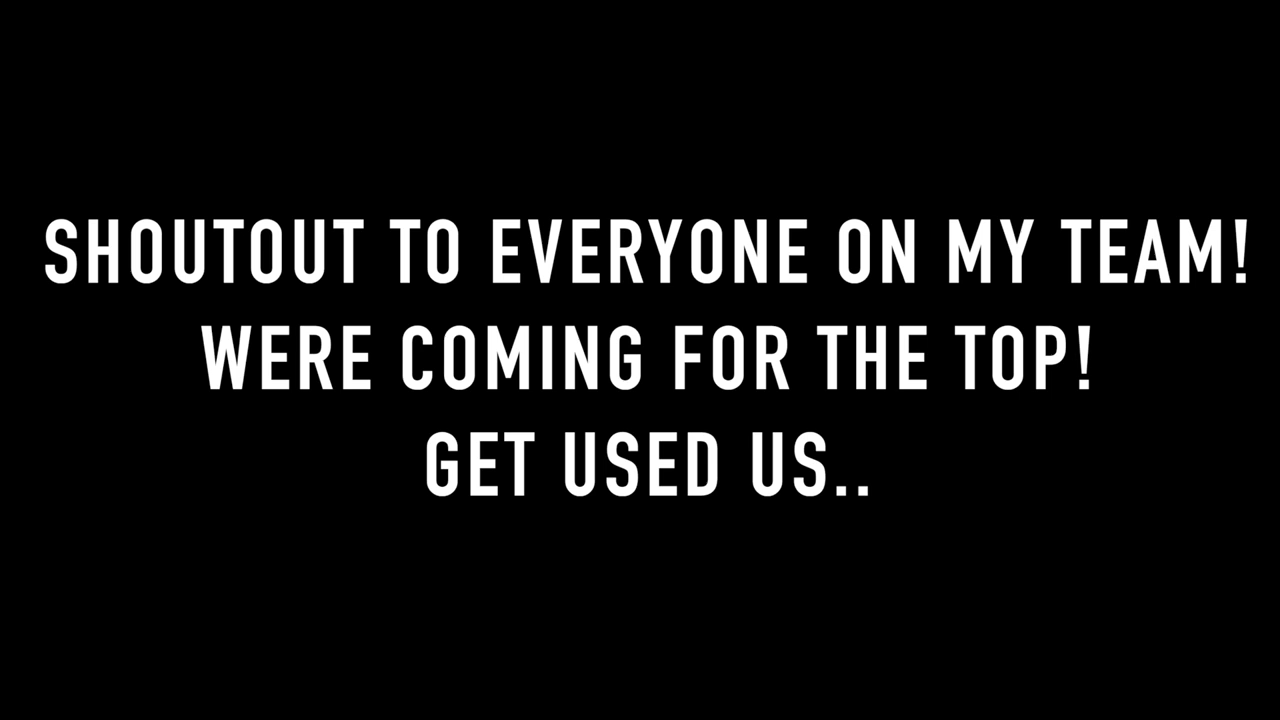 SHOUTOUT TO EVERYONE ON MY TEAM!
WERE COMING FOR THE TOP!
GET USED US..